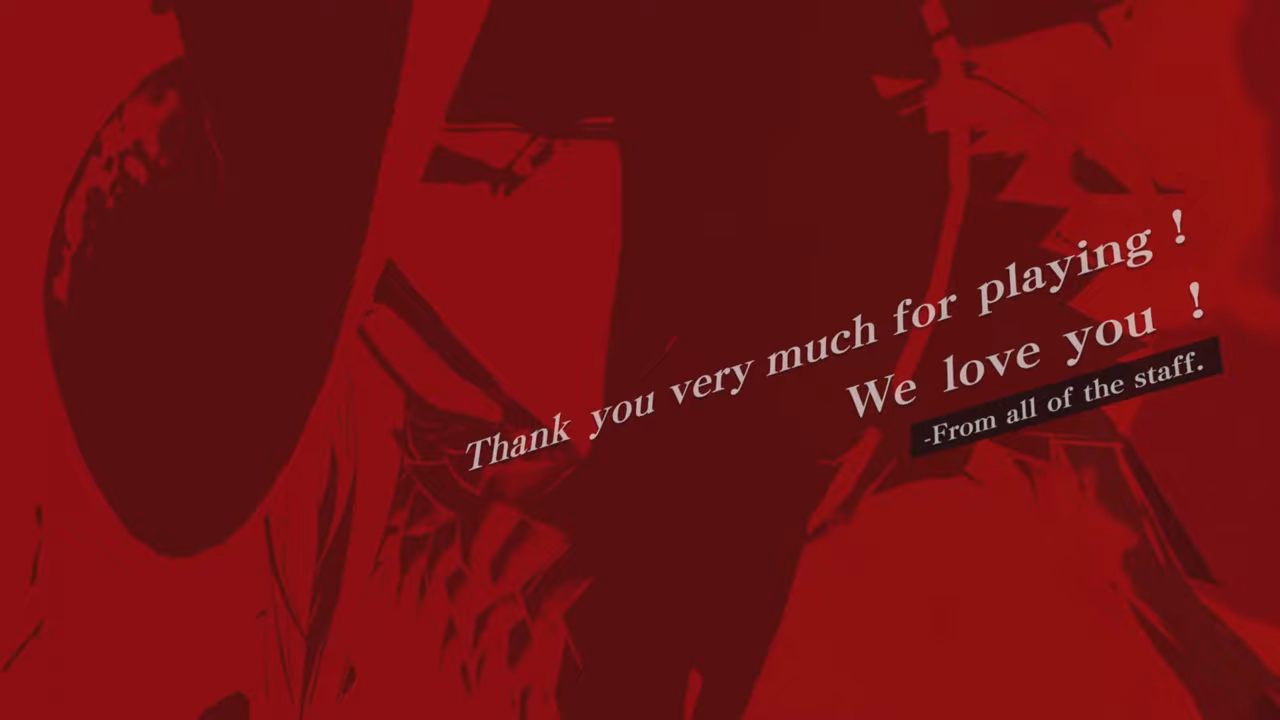 Thank you very much for playing !
We love you !
-From all of the staff.